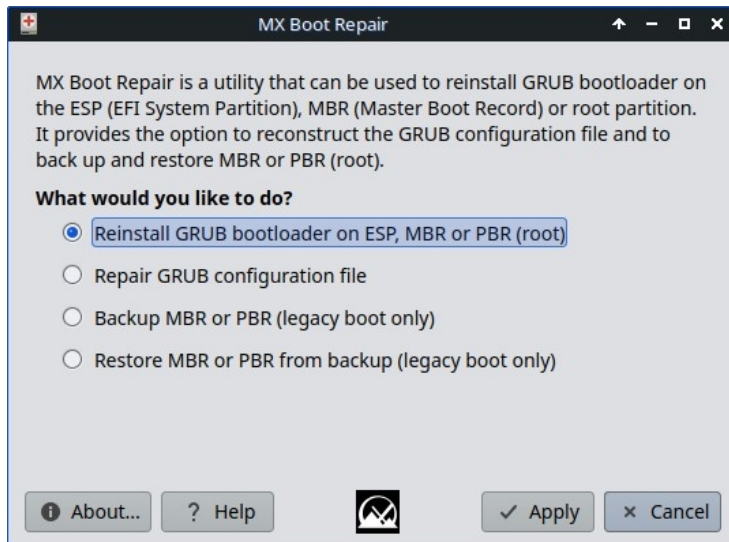 MX Boot Repair
MX Boot Repair is a utility that can be used to reinstall GRUB bootloader on
the ESP (EFI System Partition), MBR (Master Boot Record) or root partition.
It provides the option to reconstruct the GRUB configuration file and to
back up and restore MBR or PBR (root).
What would you like to do?
Reinstall GRUB bootloader on ESP, MBR or PBR (root)
Repair GRUB configuration file
Backup MBR or PBR (legacy boot only)
Restore MBR or PBR from backup (legacy boot only)
About... ? Help Apply Cancel